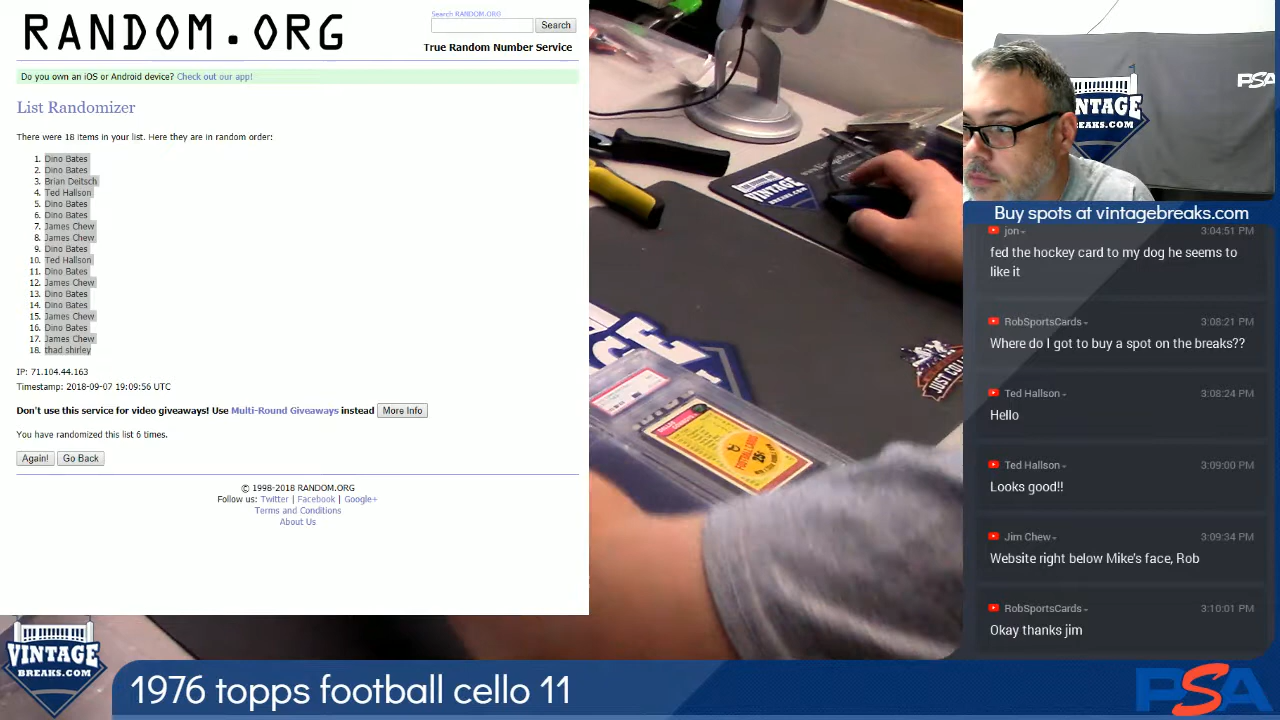 RANDOM.ORG
Search RANDOM.ORG
Search
True Random Number Service
Do you own an iOS or Android device? Check out our app!
List Randomizer
There were 18 items in your list. Here they are in random order:
1. Dino Bates
2. Dino Bates
3. Brian Deitsch
4. Ted Hallson
5. Dino Bates
6. Dino Bates
7. James Chew
8. James Chew
9. Dino Bates
10. Ted Hallson
11. Dino Bates
12. James Chew
13. Dino Bates
14. Dino Bates
15. James Chew
16. Dino Bates
17. James Chew
18. thad shirley
IP: 71.104.44.163
Timestamp: 2018-09-07 19:09:56 UTC
Don't use this service for video giveaways! Use Multi-Round Giveaways instead
More Info
You have randomized this list 6 times.
Again!
Go Back
© 1998-2018 RANDOM.ORG
Follow us: Twitter | Facebook | Google+
Terms and Conditions
About Us
VINTAGE
BREAKS.COM
FOOTBALL CARDS
JUST COLL
VINTAGE
PSA
Buy spots at vintagebreaks.com
jon 3:04:51 PM
fed the hockey card to my dog he seems to
like it
RobSportsCards 3:08:21 PM
Where do I got to buy a spot on the breaks??
Ted Hallson 3:08:24 PM
Hello
Ted Hallson 3:09:00 PM
Looks good!!
Jim Chew 3:09:34 PM
Website right below Mike's face, Rob
RobSportsCards 3:10:01 PM
Okay thanks jim
VINTAGE
BREAKS.COM
1976 topps football cello 11
PSA